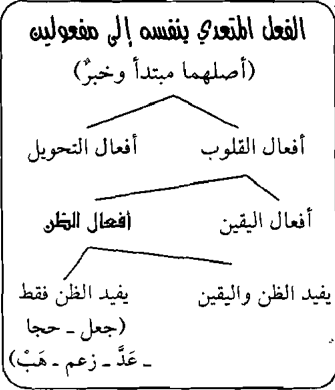 الفعل المتعدي بنفسه إلى مفعولين
(أصلهما مبتدأ وخبرٌ)
أفعال القلوب أفعال التحويل
أفعال اليقين أفعال الظن
يفيد الظن واليقين يفيد الظن فقط
(جعل - حجا
- عَدَّ - زعم - هَبْ)